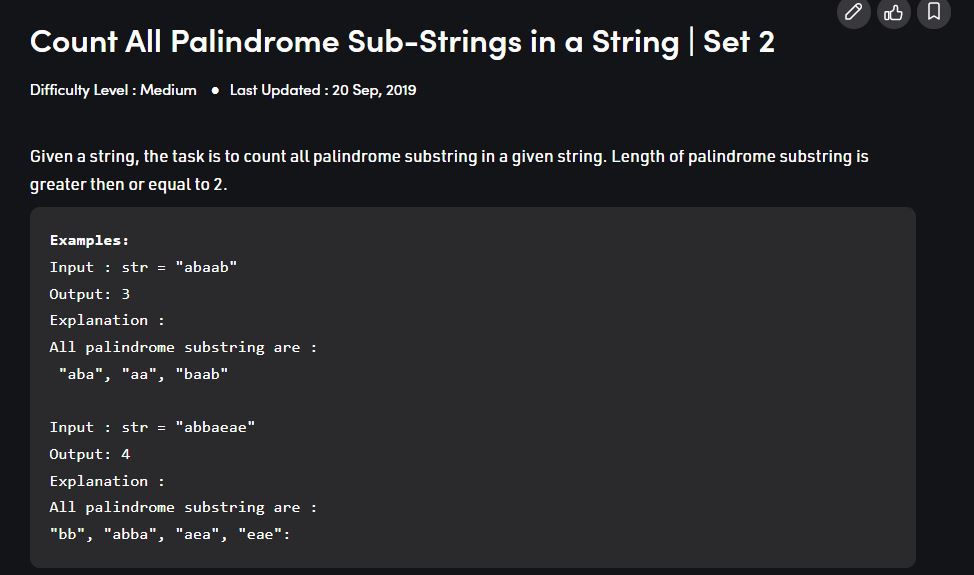 Count All Palindrome Sub-Strings in a String | Set 2
Difficulty Level : Medium ● Last Updated : 20 Sep, 2019
Given a string, the task is to count all palindrome substring in a given string. Length of palindrome substring is
greater then or equal to 2.
Examples:
Input : str = "abaab"
Output: 3
Explanation :
All palindrome substring are :
"aba", "aa", "baab"
Input : str = "abbaeae"
Output: 4
Explanation :
All palindrome substring are :
"bb", "abba", "aea", "eae":